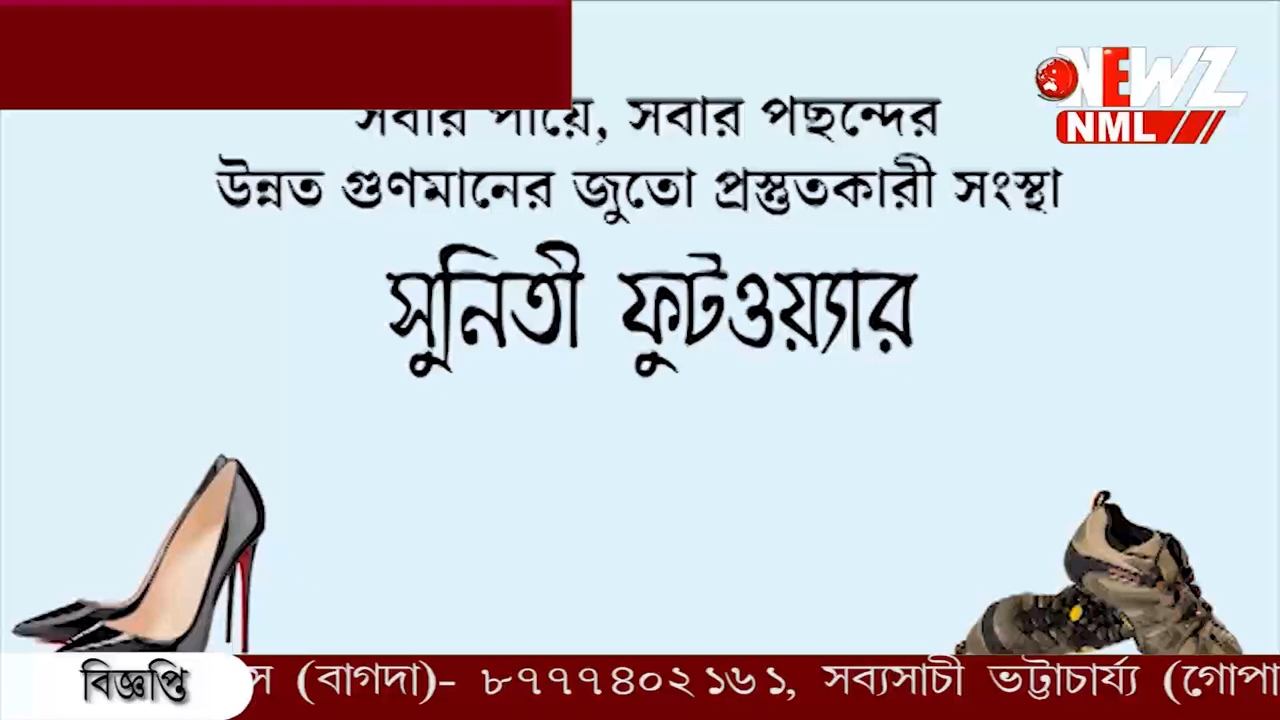 NEWZ
NML
সবার পায়ে, সবার পছন্দের
উন্নত গুণমানের জুতো প্রস্তুতকারী সংস্থা
সুনিতী ফুটওয়্যার
বিজ্ঞপ্তি
স (বাগদা)- ৮৭৭৭৪০২১৬১, সব্যসাচী ভট্টাচার্য্য (গোপা